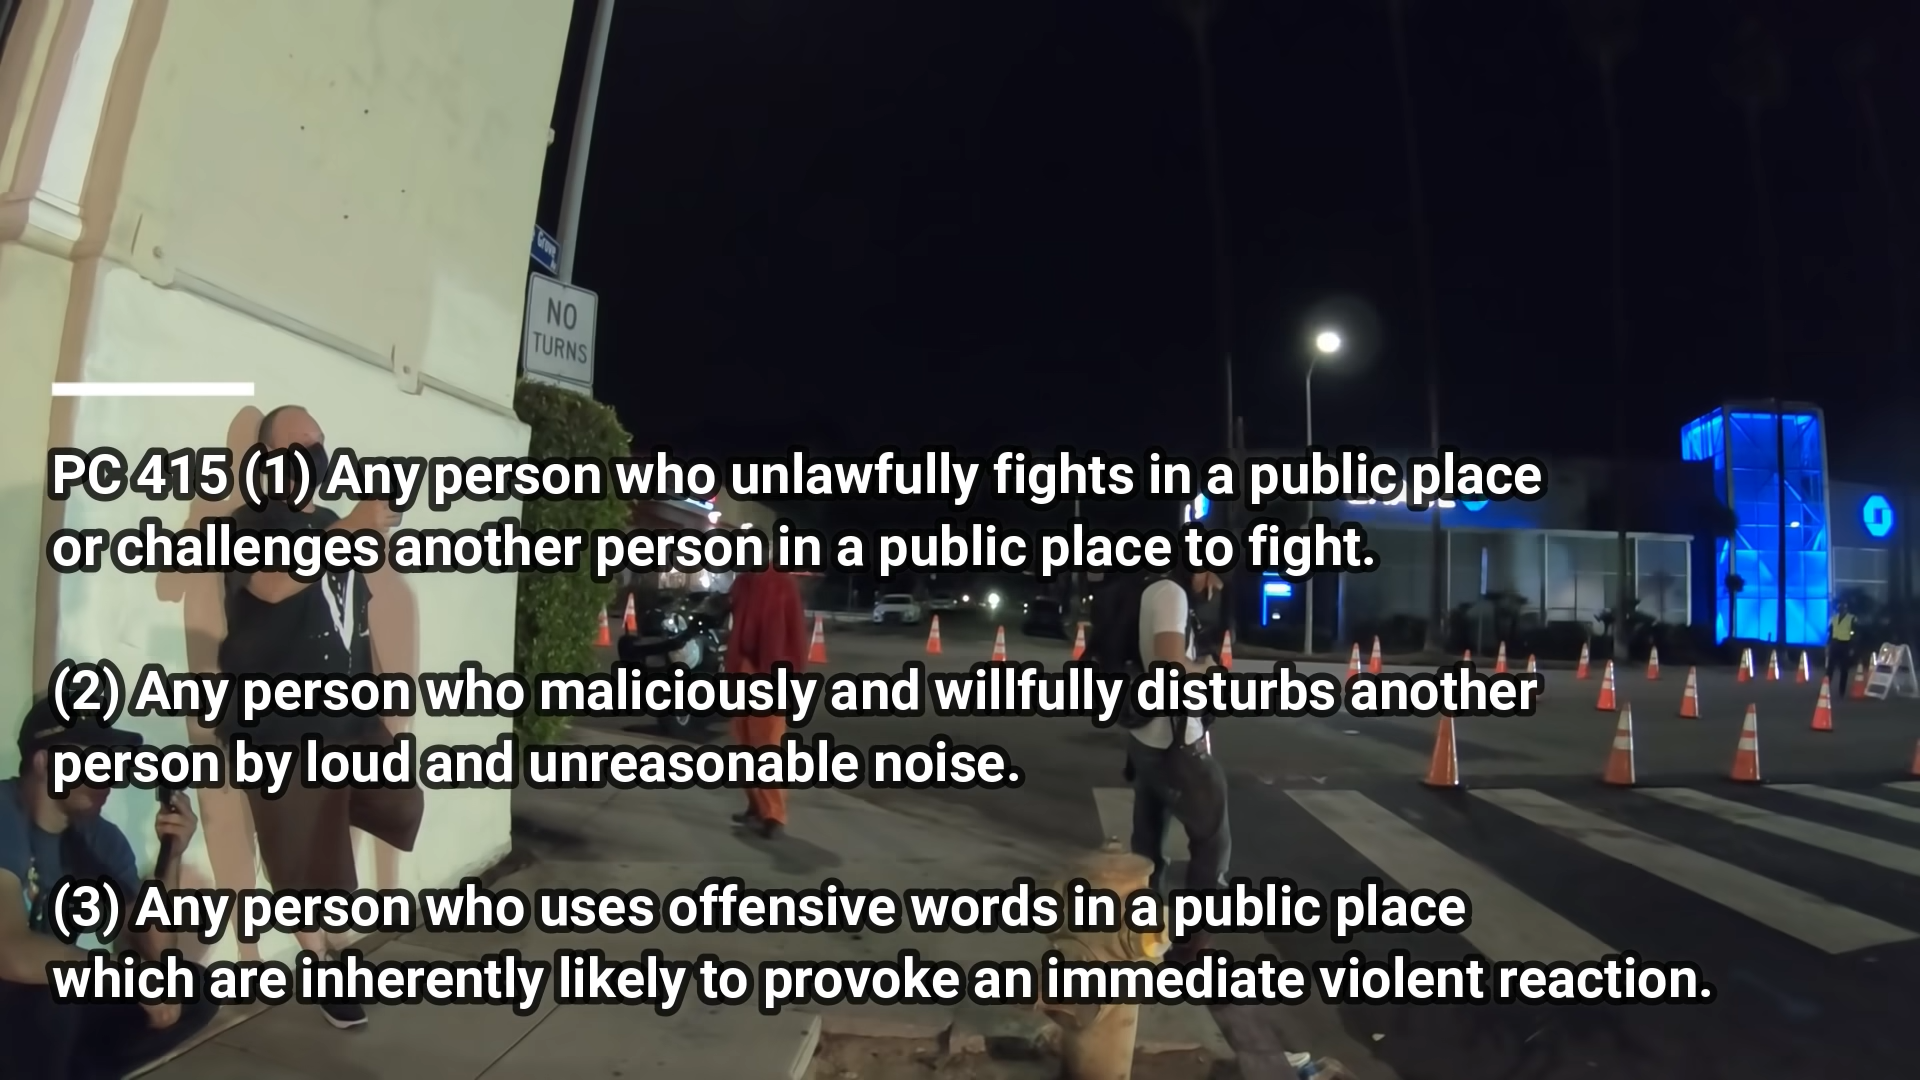 Grove
NO
TURNS
PC 415 (1) Any person who unlawfully fights in a public place
or challenges another person in a public place to fight.
(2) Any person who maliciously and willfully disturbs another
person by loud and unreasonable noise.
(3) Any person who uses offensive words in a public place
which are inherently likely to provoke an immediate violent reaction.